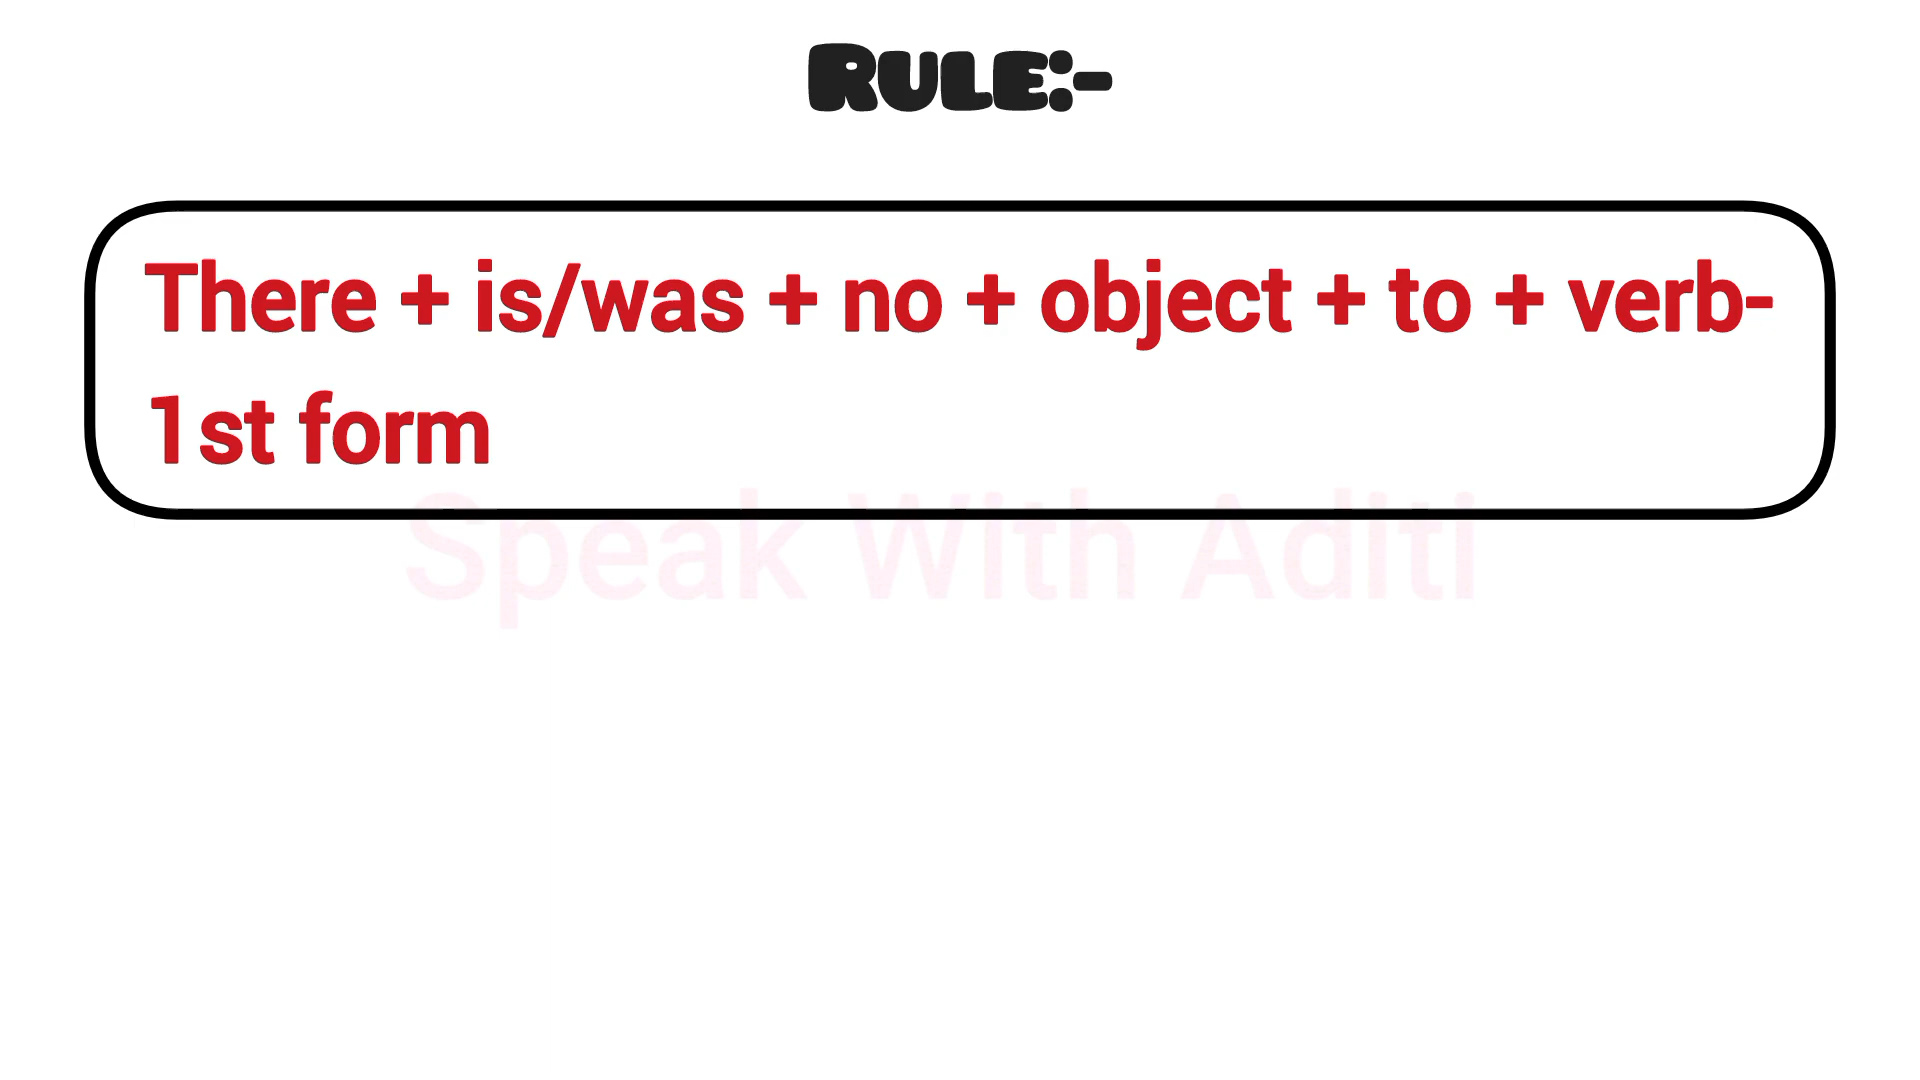 Rule:-
There + is/was + no + object + to + verb-
1st form
Speak With Aditi